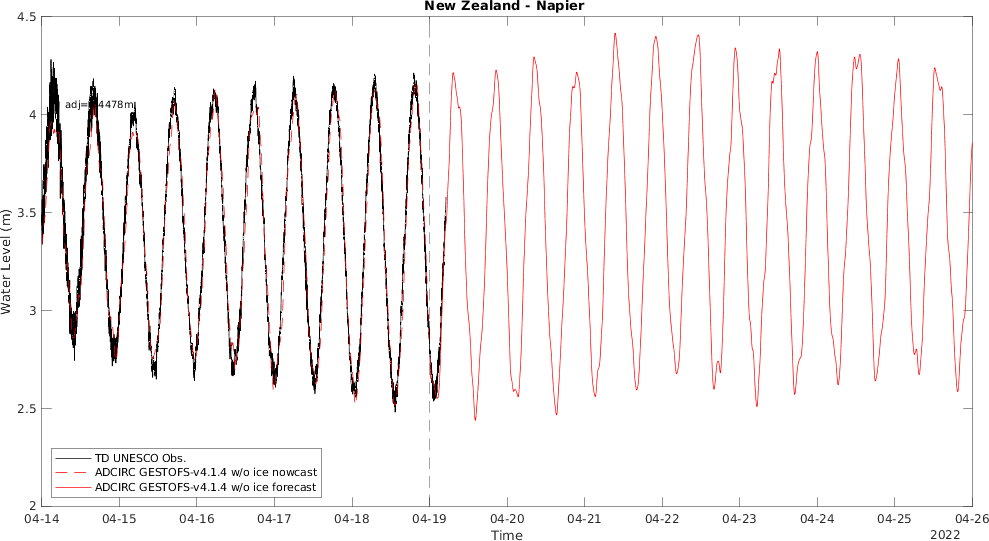 New Zealand - Napier
4.5
4
3.5
3
2.5
2
Water Level (m)
TD UNESCO Obs.
ADCIRC GESTOFS-v4.1.4 w/o ice nowcast
ADCIRC GESTOFS-v4.1.4 w/o ice forecast
04-14 04-15 04-16 04-17 04-18 04-19 04-20 04-21 04-22 04-23 04-24 04-25 04-26
Time
2022